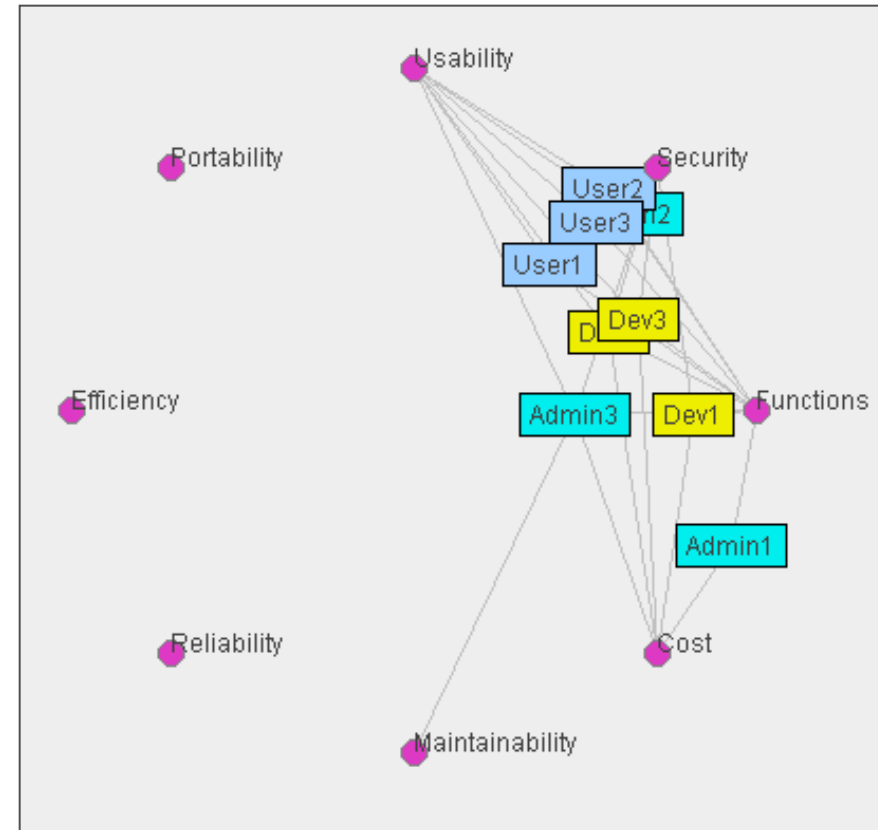 Usability
Portability
Security
User2
User3
User1
Dev3
Efficiency
Functions
Admin3
Dev1
Admin1
Reliability
Cost
Maintainability